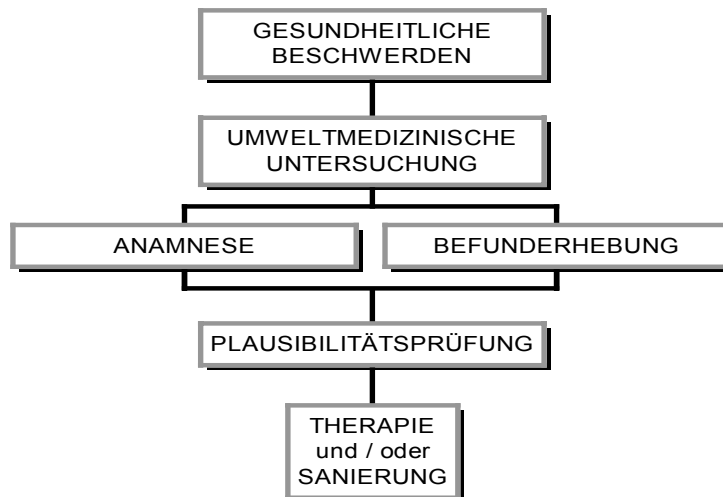 GESUNDHEITLICHE
BESCHWERDEN
UMWELTMEDIZINISCHE
UNTERSUCHUNG
ANAMNESE
BEFUNDERHEBUNG
PLAUSIBILITÄTSPRÜFUNG
THERAPIE
und / oder
SANIERUNG